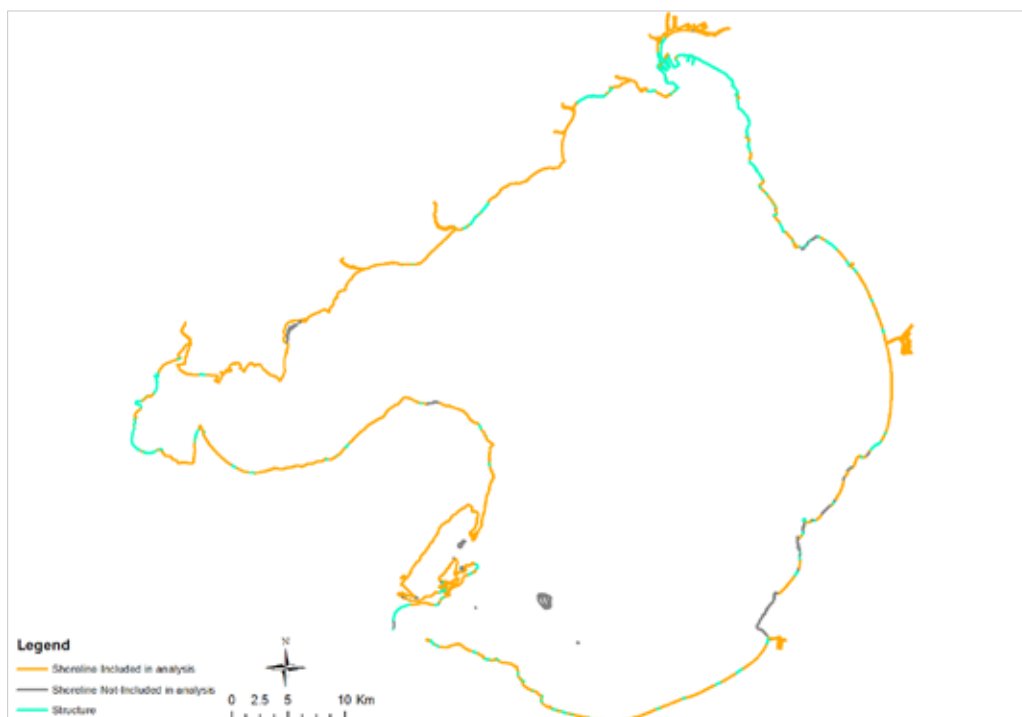 Legend
N
Shoreline Included in analysis
Shoreline Not-Included in analysis
Structure
0 2.5 5 10 Km